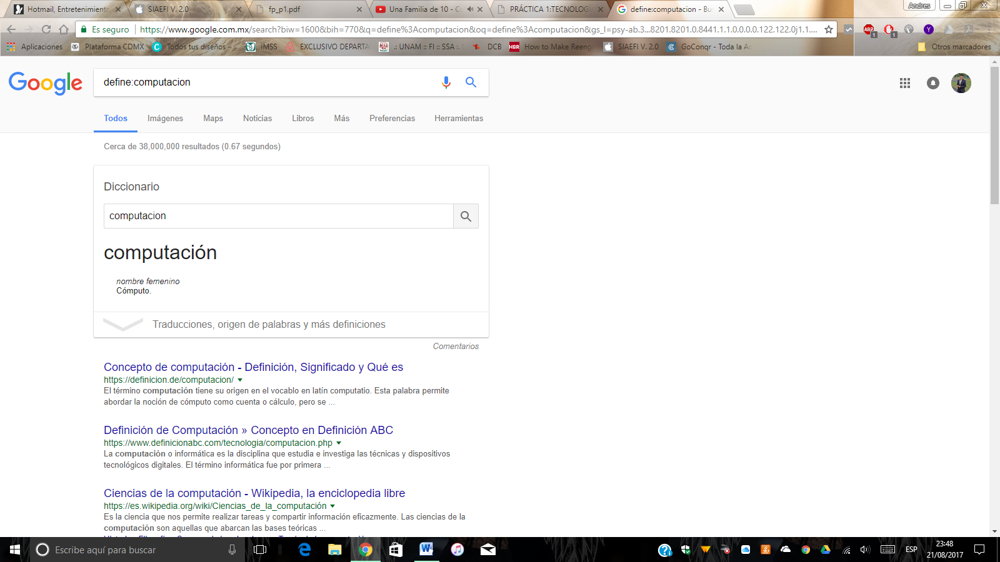 Hotmail, Entretenimiento
SIAEFI V. 2.0
fp_p1.pdf
Una Familia de 10 - C
PRÁCTICA 1:TECNOLOG
define:computacion - Bu
Andres
Es seguro
https://www.google.com.mx/search?biw=1600&bih=770&q=define%3Acomputacion&oq=define%3Acomputacion&gs_l=psy-ab.3...8201.8201.0.8441.1.1.0.0.0.0.122.122.0j1.1....
ABP
1
1
Aplicaciones
Plataforma CDMX
Todos tus diseños –
IMSS
EXCLUSIVO DEPARTA
.: UNAM :: FI :: SSA :.
DCB
HBR
How to Make Reeng
SIAEFI V. 2.0
GoConqr - Toda la A
Otros marcadores
Google
define:computacion
Todos
Imágenes
Maps
Noticias
Libros
Más
Preferencias
Herramientas
Cerca de 38,000,000 resultados (0.67 segundos)
Diccionario
computacion
computación
nombre femenino
Cómputo.
Traducciones, origen de palabras y más definiciones
Comentarios
Concepto de computación - Definición, Significado y Qué es
https://definicion.de/computacion/
El término computación tiene su origen en el vocablo en latín computatio. Esta palabra permite
abordar la noción de cómputo como cuenta o cálculo, pero se ...
Definición de Computación » Concepto en Definición ABC
https://www.definicionabc.com/tecnologia/computacion.php
La computación o informática es la disciplina que estudia e investiga las técnicas y dispositivos
tecnológicos digitales. El término informática fue por primera ...
Ciencias de la computación - Wikipedia, la enciclopedia libre
https://es.wikipedia.org/wiki/Ciencias_de_la_computación
Es la ciencia que nos permite realizar tareas y compartir información eficazmente. Las ciencias de la
computación son aquellas que abarcan las bases teóricas ...
Escribe aquí para buscar
ESP
23:48
21/08/2017